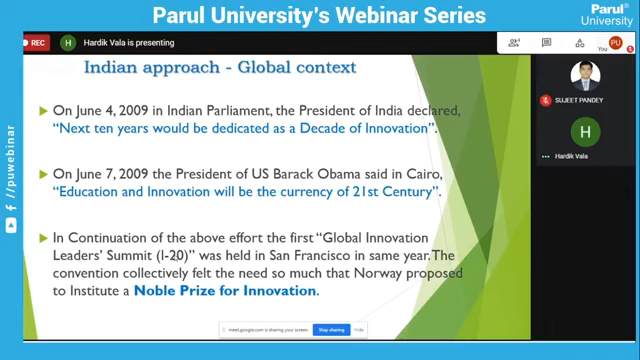 Parul University's Webinar Series
Parul®
University
REC
H Hardik Vala is presenting
You
PU
Indian approach - Global context
On June 4, 2009 in Indian Parliament, the President of India declared,
"Next ten years would be dedicated as a Decade of Innovation".
On June 7, 2009 the President of US Barack Obama said in Cairo,
"Education and Innovation will be the currency of 21st Century".
In Continuation of the above effort the first "Global Innovation
Leaders' Summit (I-20)" was held in San Francisco in same year. The
convention collectively felt the need so much that Norway proposed
to Institute a Noble Prize for Innovation.
SUJEET PANDEY
H
Hardik Vala
/puwebinar
meet.google.com is sharing your screen.
Stop sharing
Hide